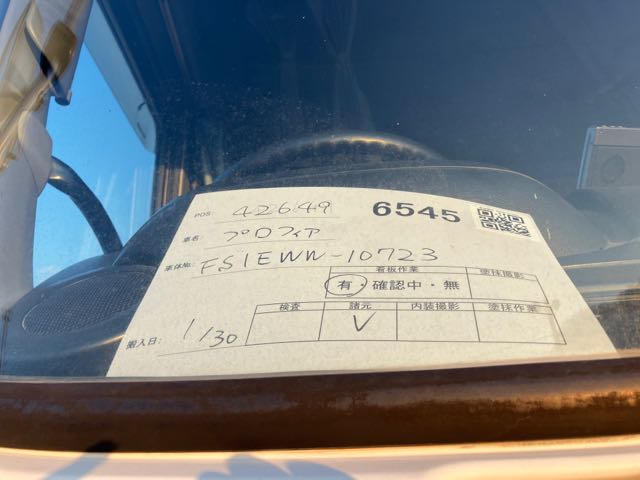 POS 42649 6545
車名 プロフィア
車体№ FS1EWW-10723
看板作業 塗抹撮影
有・確認中・無
検査 諸元 内装撮影 塗抹作業
V
搬入日: 1/30